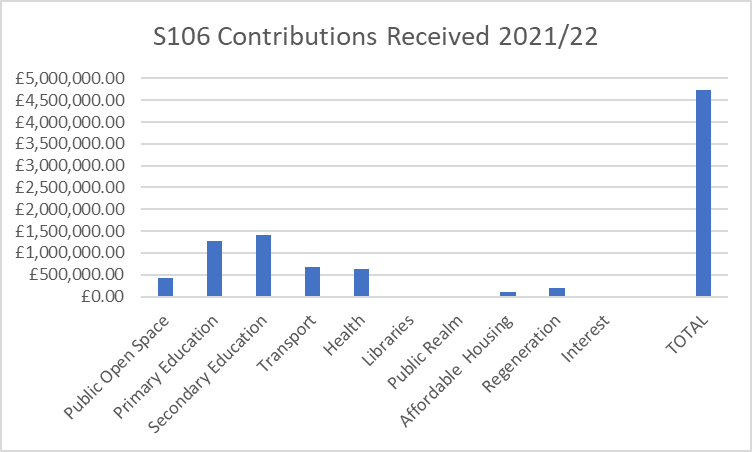 S106 Contributions Received 2021/22
£5,000,000.00
£4,500,000.00
£4,000,000.00
£3,500,000.00
£3,000,000.00
£2,500,000.00
£2,000,000.00
£1,500,000.00
£1,000,000.00
£500,000.00
£0.00
Public Open Space
Primary Education
Secondary Education
Transport
Health
Libraries
Public Realm
Affordable Housing
Regeneration
Interest
TOTAL